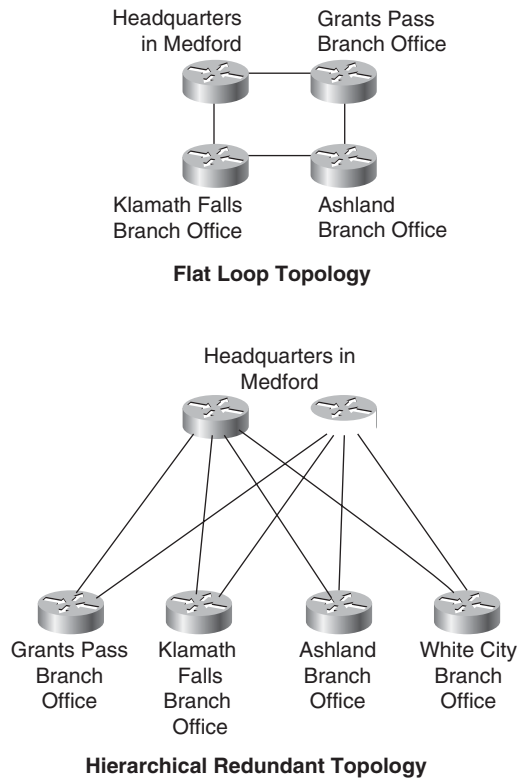 Headquarters
in Medford
Grants Pass
Branch Office
Klamath Falls
Branch Office
Ashland
Branch Office
Flat Loop Topology
Headquarters in
Medford
Grants Pass
Branch
Office
Klamath
Falls
Branch
Office
Ashland
Branch
Office
White City
Branch
Office
Hierarchical Redundant Topology